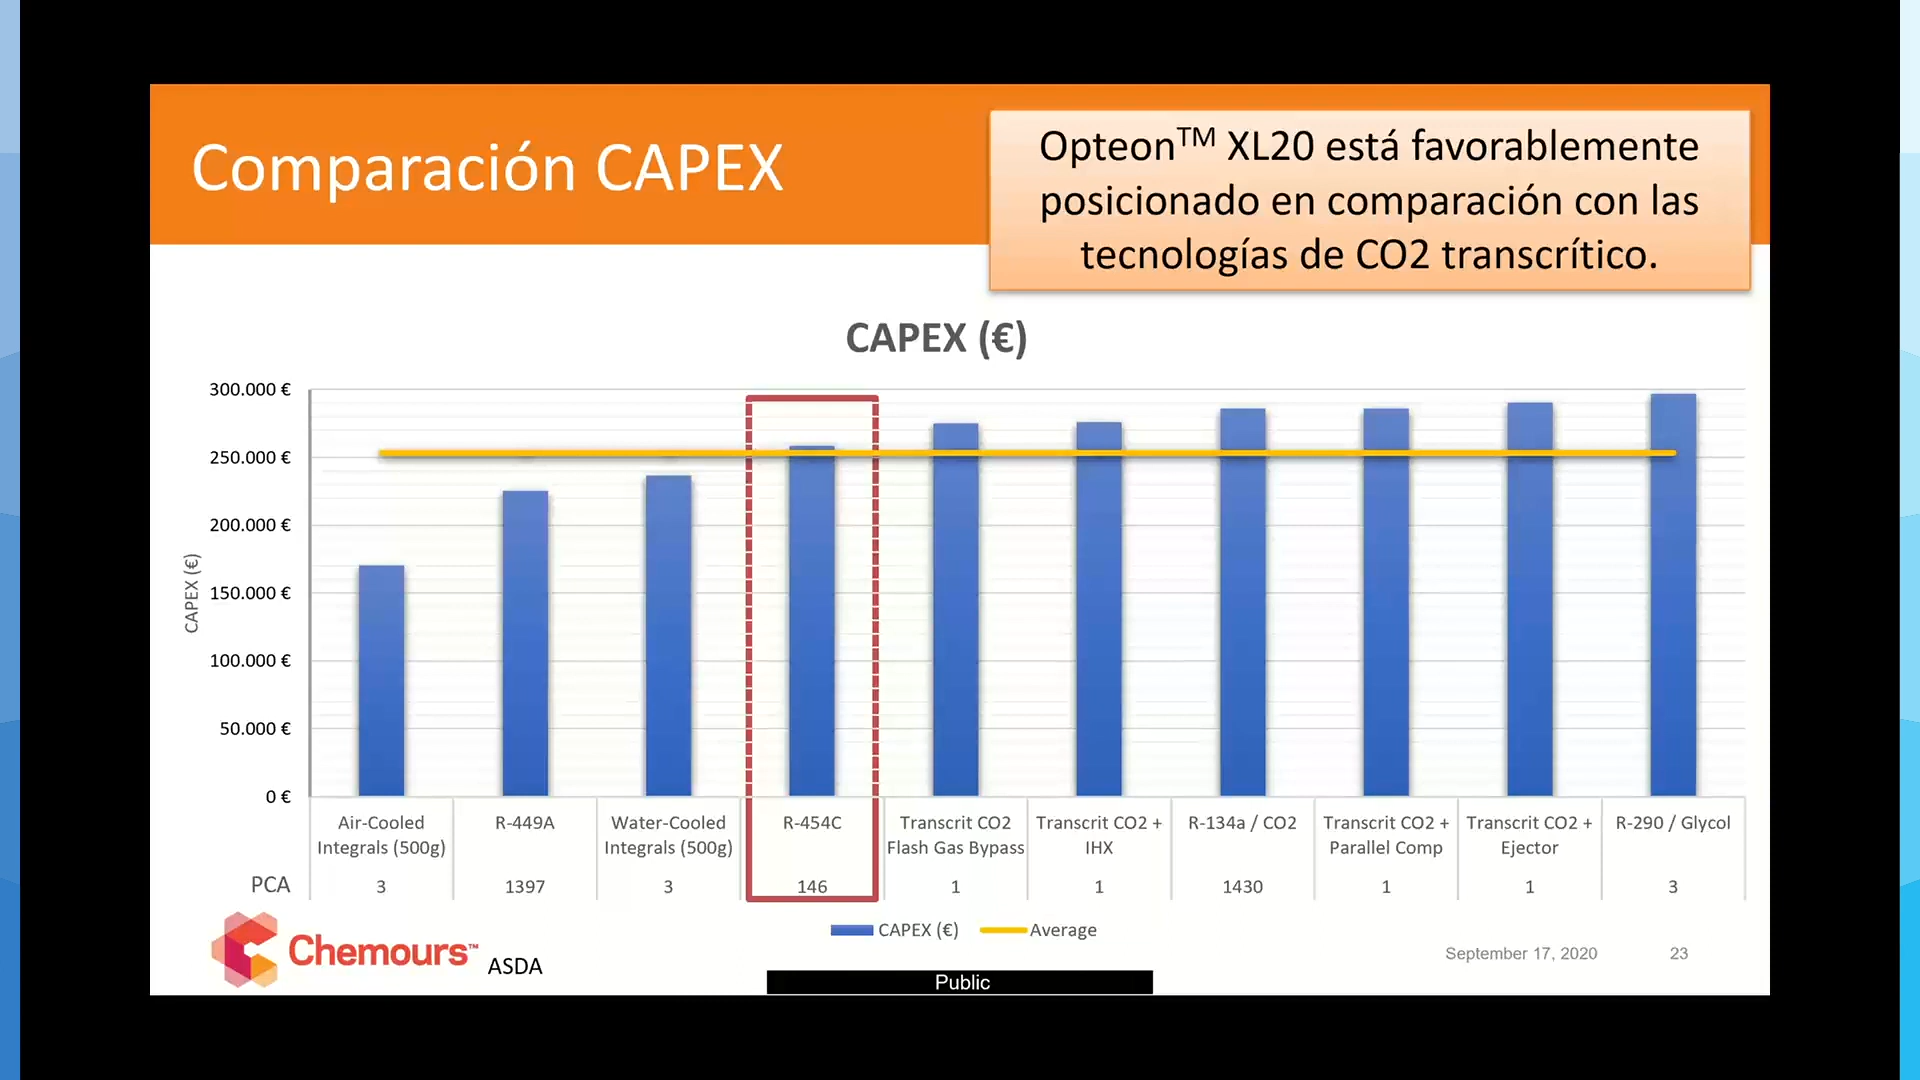 Comparación CAPEX
Opteon™ XL20 está favorablemente
posicionado en comparación con las
tecnologías de CO2 transcrítico.
CAPEX (€)
300.000 €
250.000 €
200.000 €
150.000 €
100.000 €
50.000 €
0 €
CAPEX (€)
Air-Cooled
Integrals (500g)
R-449A
Water-Cooled
Integrals (500g)
R-454C
Transcrit CO2
Flash Gas Bypass
Transcrit CO2 +
IHX
R-134a / CO2
Transcrit CO2 +
Parallel Comp
Transcrit CO2 +
Ejector
R-290 / Glycol
PCA 3 1397 3 146 1 1 1430 1 1 3
CAPEX (€) Average
Chemours™ ASDA
September 17, 2020 23
Public